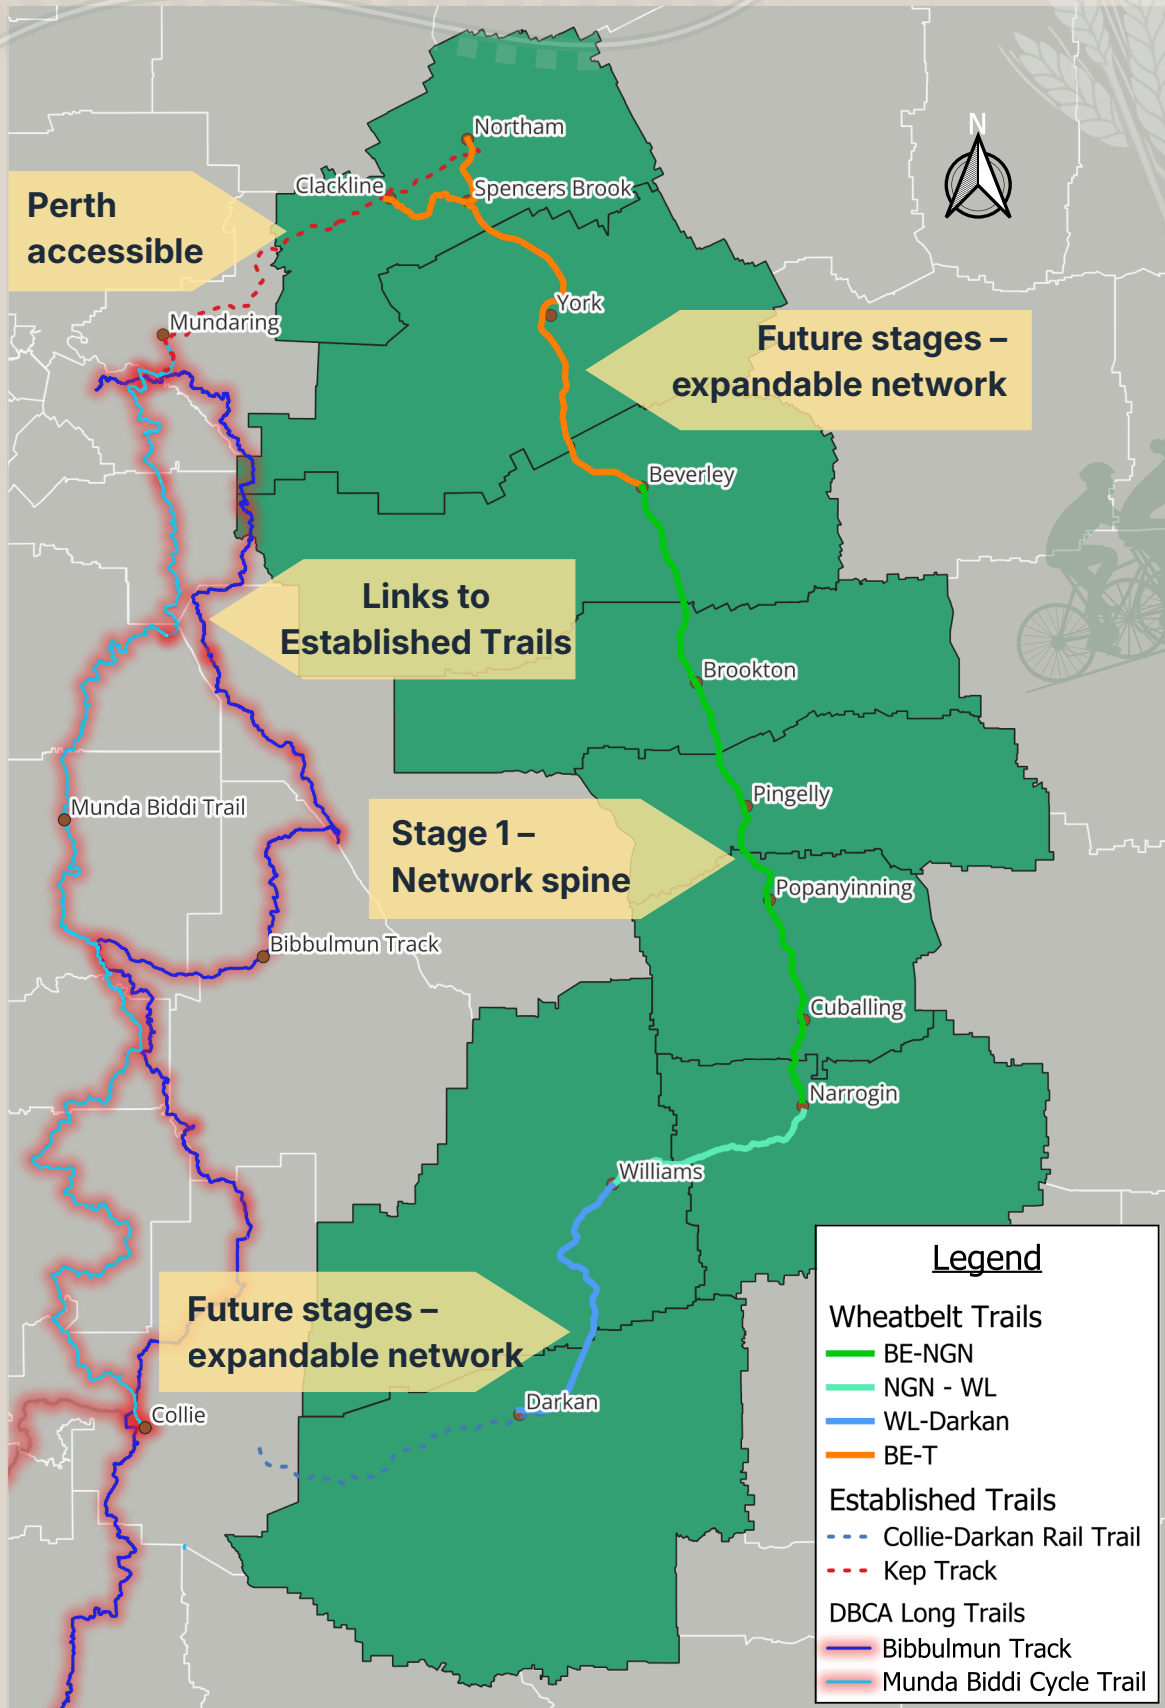 N
Northam
Clackline
Spencers Brook
Perth
accessible
York
Mundaring
Future stages –
expandable network
Beverley
Links to
Established Trails
Brookton
Pingelly
Munda Biddi Trail
Stage 1 –
Network spine
Popanyinning
Bibbulmun Track
Cuballing
Narrogin
Williams
Future stages –
expandable network
Darkan
Collie
Legend
Wheatbelt Trails
BE-NGN
NGN - WL
WL-Darkan
BE-T
Established Trails
Collie-Darkan Rail Trail
Kep Track
DBCA Long Trails
Bibbulmun Track
Munda Biddi Cycle Trail